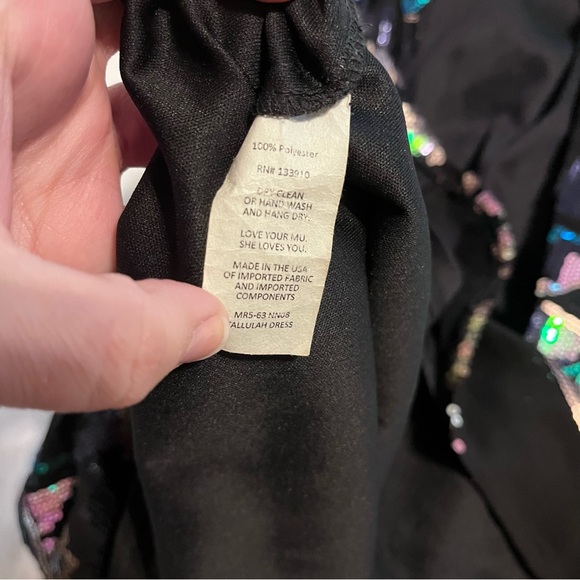 100% Polyester
RN# 133910
DRY CLEAN
OR HAND WASH
AND HANG DRY.
LOVE YOUR MU.
SHE LOVES YOU.
MADE IN THE USA
OF IMPORTED FABRIC
AND IMPORTED
COMPONENTS
MR5-63 NN08
TALLULAH DRESS